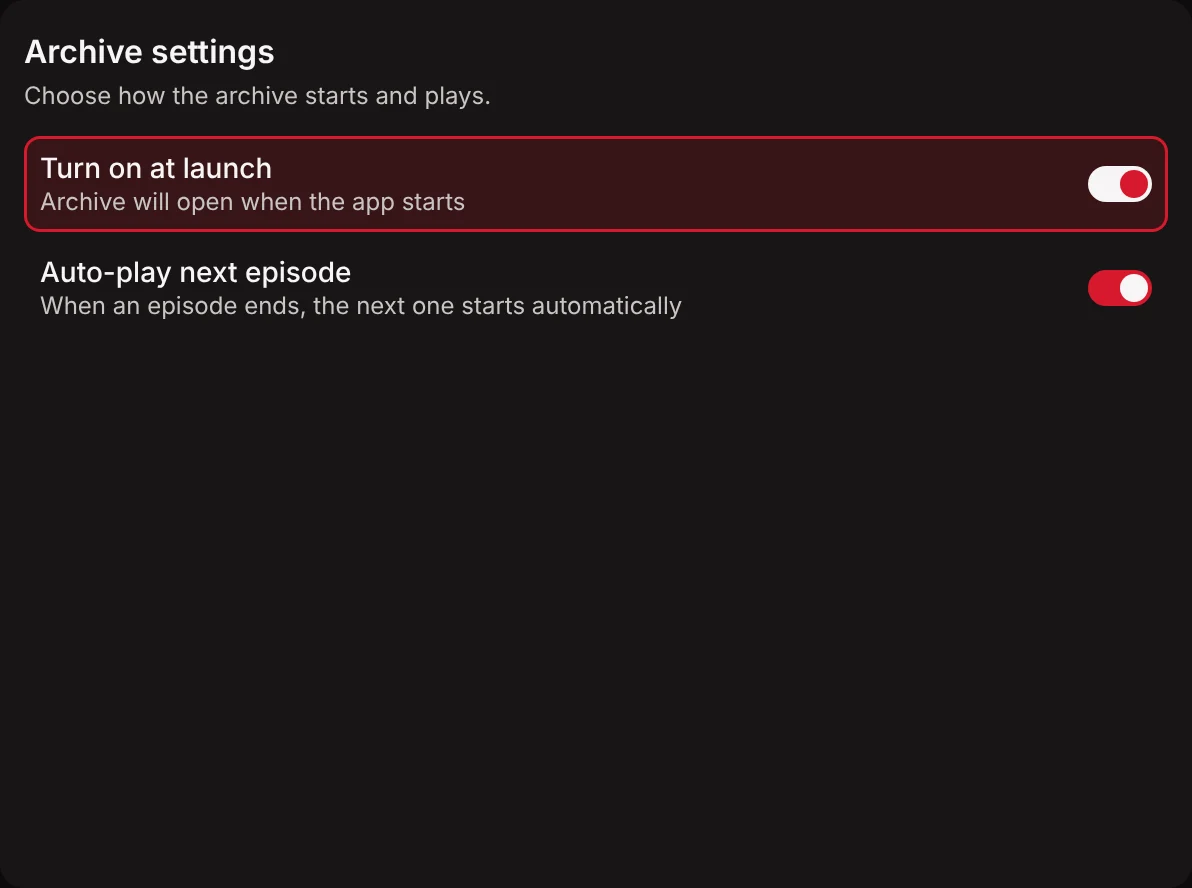 Archive settings
Choose how the archive starts and plays.
Turn on at launch
Archive will open when the app starts
Auto-play next episode
When an episode ends, the next one starts automatically